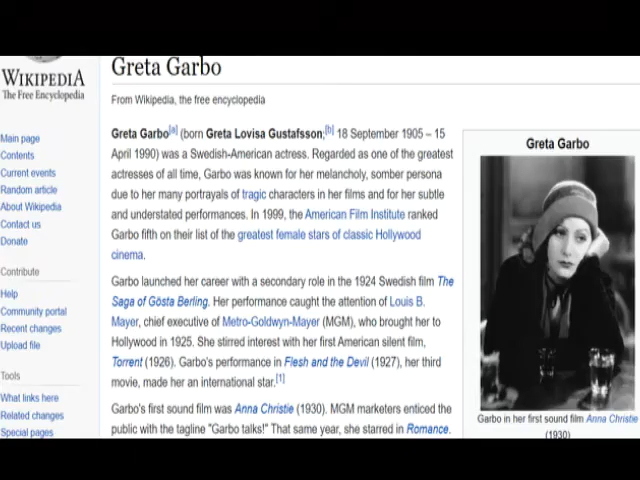 WIKIPEDIA
The Free Encyclopedia
Main page
Contents
Current events
Random article
About Wikipedia
Contact us
Donate
Contribute
Help
Community portal
Recent changes
Upload file
Tools
What links here
Related changes
Special pages
Greta Garbo
From Wikipedia, the free encyclopedia
Greta Garbo[a] (born Greta Lovisa Gustafsson;[b] 18 September 1905 – 15
April 1990) was a Swedish-American actress. Regarded as one of the greatest
actresses of all time, Garbo was known for her melancholy, somber persona
due to her many portrayals of tragic characters in her films and for her subtle
and understated performances. In 1999, the American Film Institute ranked
Garbo fifth on their list of the greatest female stars of classic Hollywood
cinema.
Garbo launched her career with a secondary role in the 1924 Swedish film The
Saga of Gösta Berling. Her performance caught the attention of Louis B.
Mayer, chief executive of Metro-Goldwyn-Mayer (MGM), who brought her to
Hollywood in 1925. She stirred interest with her first American silent film,
Torrent (1926). Garbo's performance in Flesh and the Devil (1927), her third
movie, made her an international star.[1]
Garbo's first sound film was Anna Christie (1930). MGM marketers enticed the
public with the tagline "Garbo talks!" That same year, she starred in Romance.
Greta Garbo
Garbo in her first sound film Anna Christie
(1930)